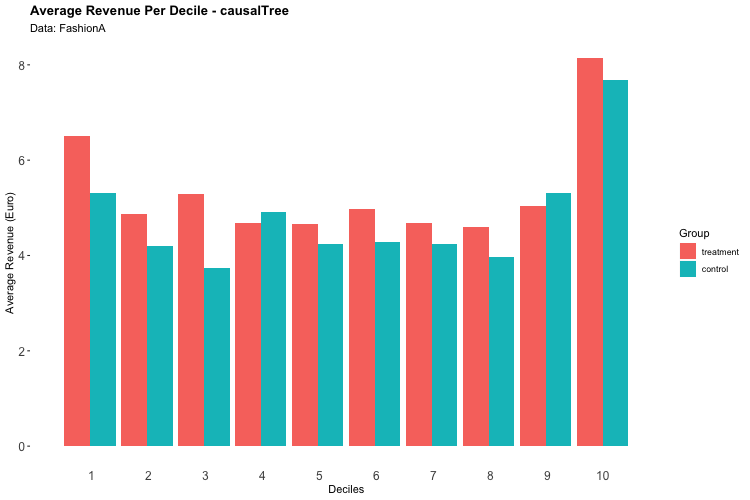 Average Revenue Per Decile - causalTree
Data: FashionA
Average Revenue (Euro)
8
6
4
2
0
1 2 3 4 5 6 7 8 9 10
Deciles
Group
treatment
control